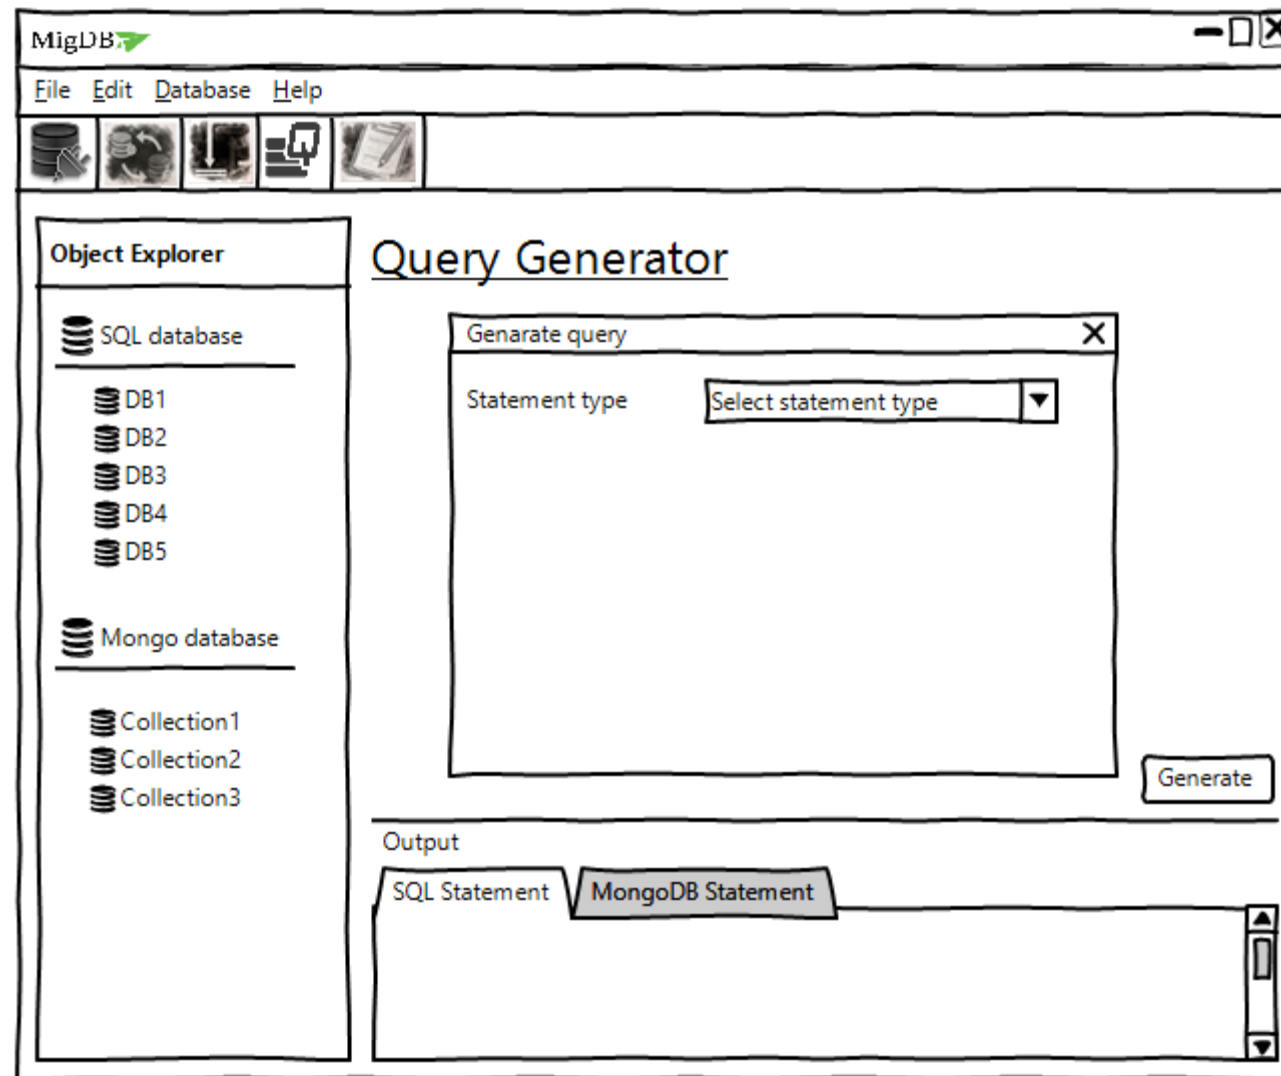 MigDB
File Edit Database Help
Object Explorer
SQL database
DB1
DB2
DB3
DB4
DB5
Mongo database
Collection1
Collection2
Collection3
Query Generator
Genarate query
Statement type
Select statement type
Generate
Output
SQL Statement
MongoDB Statement